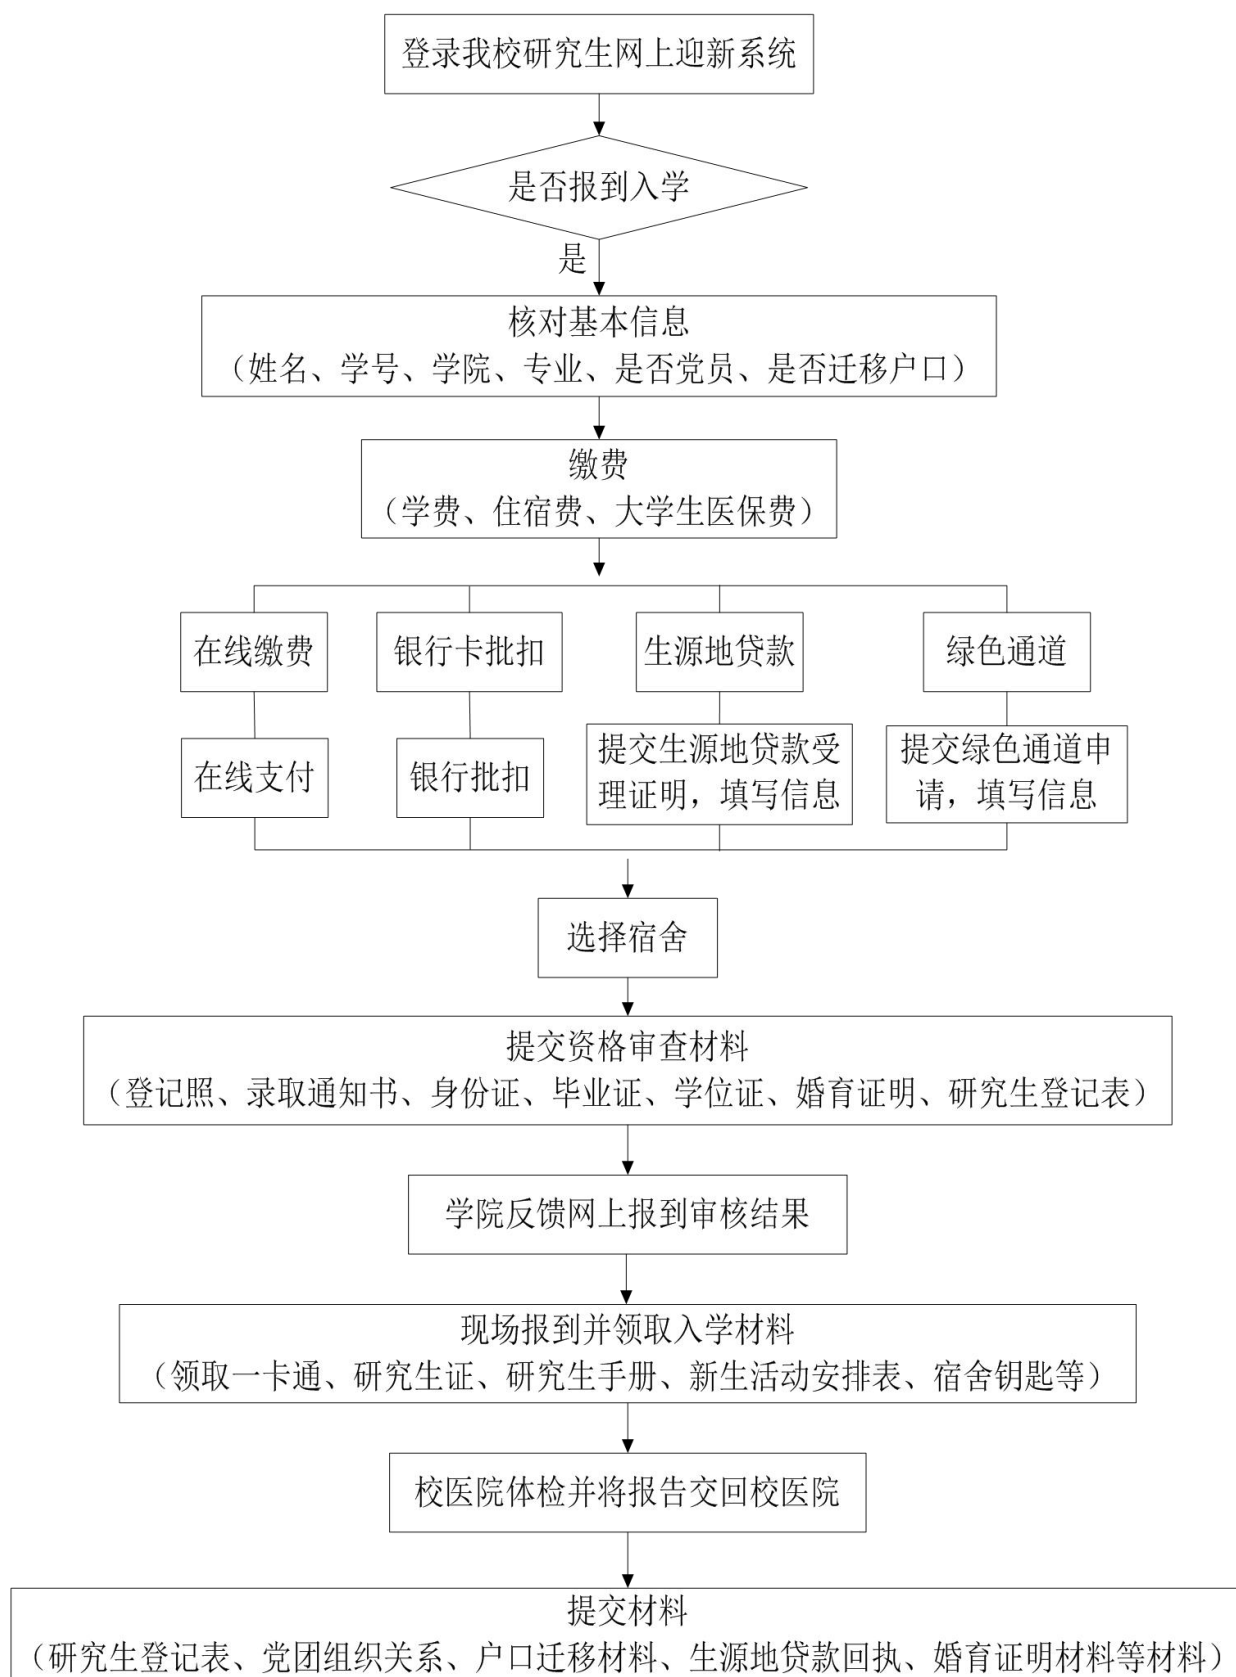 登录我校研究生网上迎新系统
是否报到入学
是
核对基本信息
（姓名、学号、学院、专业、是否党员、是否迁移户口）
缴费
（学费、住宿费、大学生医保费）
在线缴费
银行卡批扣
生源地贷款
绿色通道
在线支付
银行批扣
提交生源地贷款受
理证明，填写信息
提交绿色通道申
请，填写信息
选择宿舍
提交资格审查材料
（登记照、录取通知书、身份证、毕业证、学位证、婚育证明、研究生登记表）
学院反馈网上报到审核结果
现场报到并领取入学材料
（领取一卡通、研究生证、研究生手册、新生活动安排表、宿舍钥匙等）
校医院体检并将报告交回校医院
提交材料
（研究生登记表、党团组织关系、户口迁移材料、生源地贷款回执、婚育证明材料等材料）